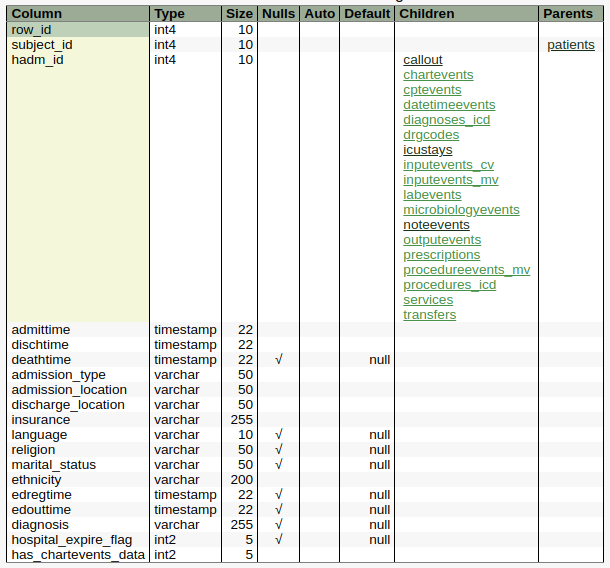 Column Type Size Nulls Auto Default Children Parents
row_id int4 10
subject_id int4 10 patients
hadm_id int4 10 callout
chartevents
cptevents
datetimeevents
diagnoses_icd
drgcodes
icustays
inputevents_cv
inputevents_mv
labevents
microbiologyevents
noteevents
outputevents
prescriptions
procedureevents_mv
procedures_icd
services
transfers
admittime timestamp 22
dischtime timestamp 22
deathtime timestamp 22 √ null
admission_type varchar 50
admission_location varchar 50
discharge_location varchar 50
insurance varchar 255
language varchar 10 √ null
religion varchar 50 √ null
marital_status varchar 50 √ null
ethnicity varchar 200
edregtime timestamp 22 √ null
edouttime timestamp 22 √ null
diagnosis varchar 255 √ null
hospital_expire_flag int2 5 √ null
has_chartevents_data int2 5